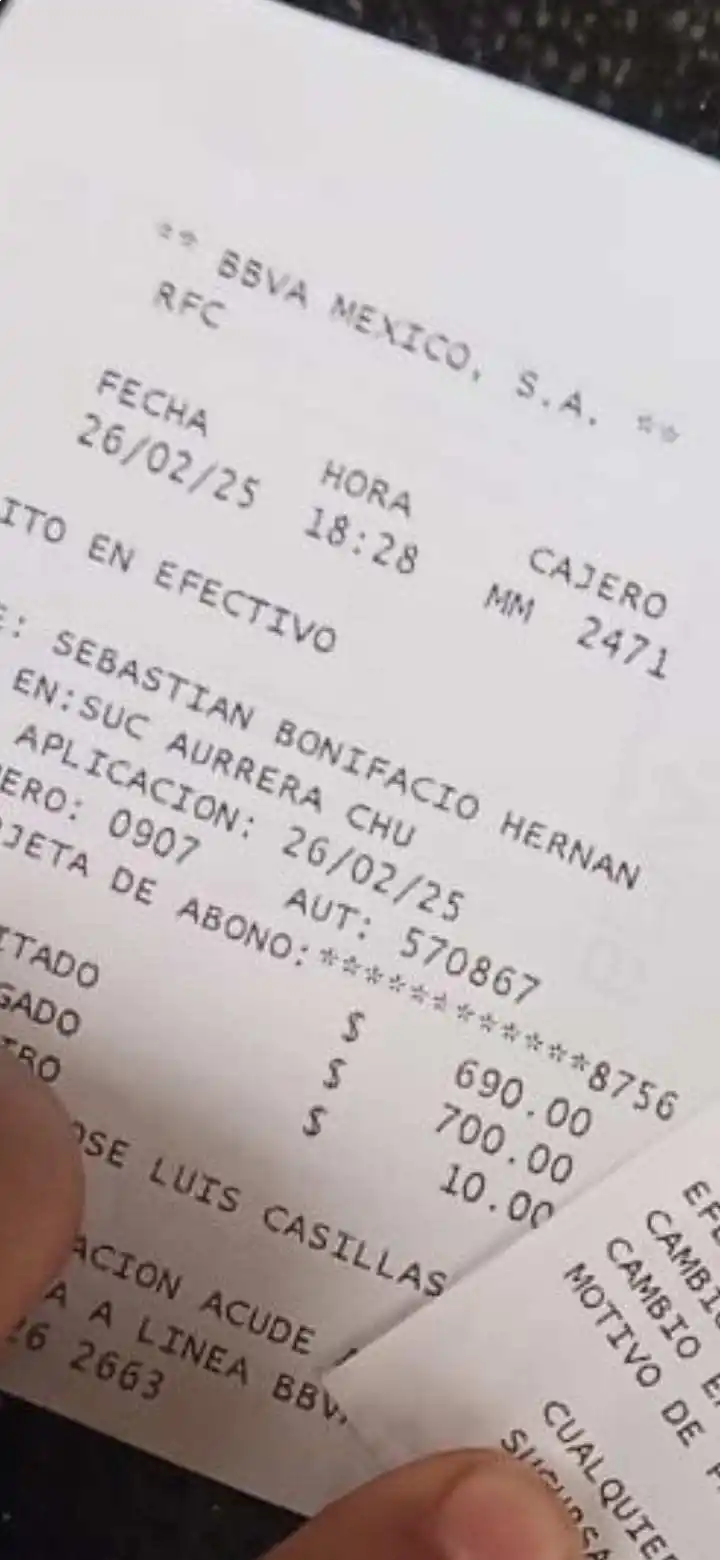 ** BBVA MEXICO, S.A. **
RFC
FECHA HORA CAJERO
26/02/25 18:28 MM 2471
ITO EN EFECTIVO
E: SEBASTIAN BONIFACIO HERNAN
EN:SUC AURRERA CHU
APLICACION: 26/02/25
ERO: 0907 AUT: 570867
JETA DE ABONO:************8756
ITADO $ 690.00
GADO $ 700.00
IRO $ 10.00
OSE LUIS CASILLAS
ACION ACUDE
A A LINEA BBV
26 2663
EFE
CAMBIO
CAMBIO E
MOTIVO DE
CUALQUIE
SUCURSA